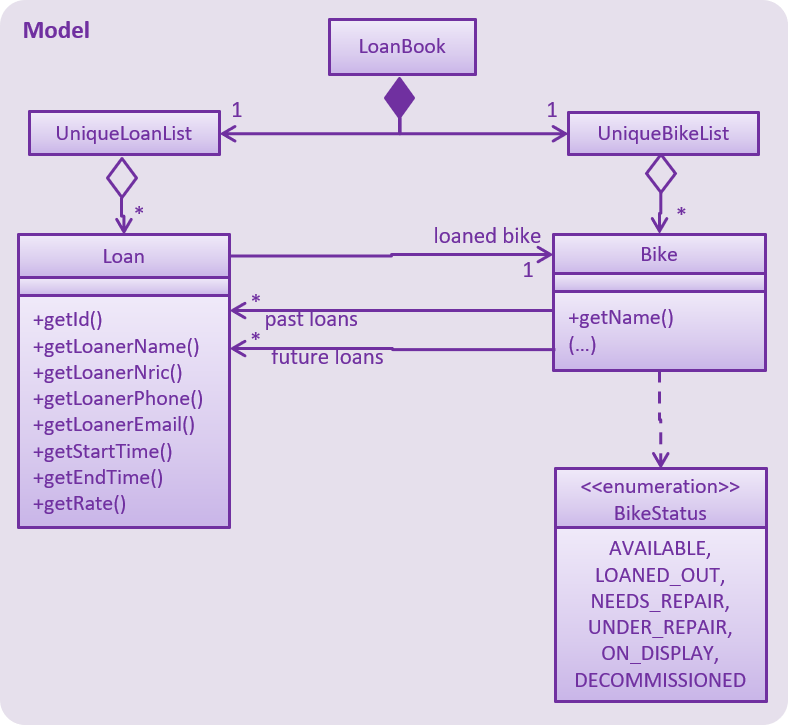 Model
LoanBook
1
1
UniqueLoanList
UniqueBikeList
*
*
Loan
loaned bike
1
Bike
*
past loans
*
future loans
+getId()
+getLoanerName()
+getLoanerNric()
+getLoanerPhone()
+getLoanerEmail()
+getStartTime()
+getEndTime()
+getRate()
+getName()
(...)
<<enumeration>>
BikeStatus
AVAILABLE,
LOANED_OUT,
NEEDS_REPAIR,
UNDER_REPAIR,
ON_DISPLAY,
DECOMMISSIONED